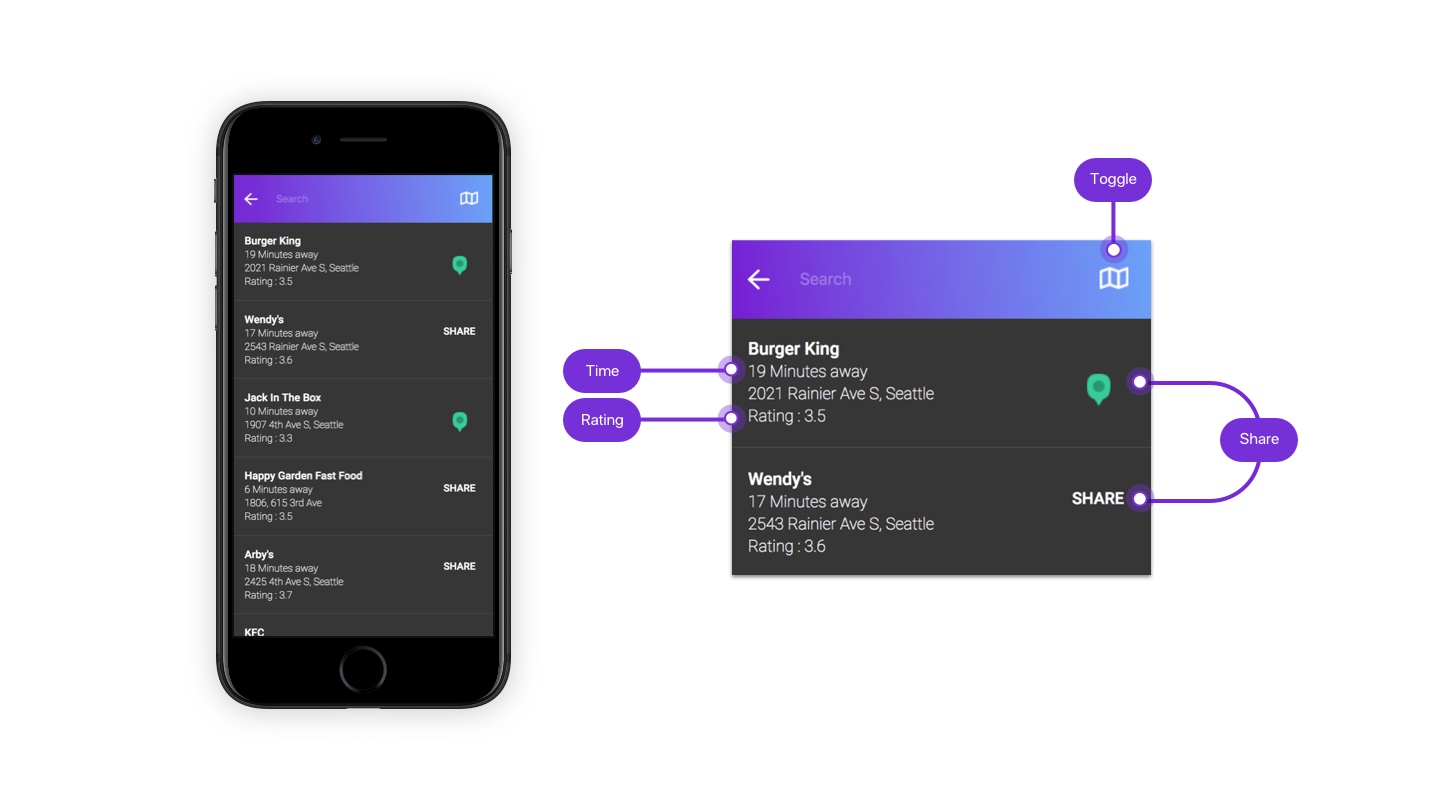 Search
Burger King
19 Minutes away
2021 Rainier Ave S, Seattle
Rating : 3.5
Wendy's
17 Minutes away
2543 Rainier Ave S, Seattle
Rating : 3.6
SHARE
Jack In The Box
10 Minutes away
1907 4th Ave S, Seattle
Rating : 3.3
Happy Garden Fast Food
6 Minutes away
1806, 615 3rd Ave
Rating : 3.5
SHARE
Arby's
18 Minutes away
2425 4th Ave S, Seattle
Rating : 3.7
SHARE
KFC
Toggle
Search
Time
Rating
Burger King
19 Minutes away
2021 Rainier Ave S, Seattle
Rating : 3.5
Wendy's
17 Minutes away
2543 Rainier Ave S, Seattle
Rating : 3.6
SHARE
Share